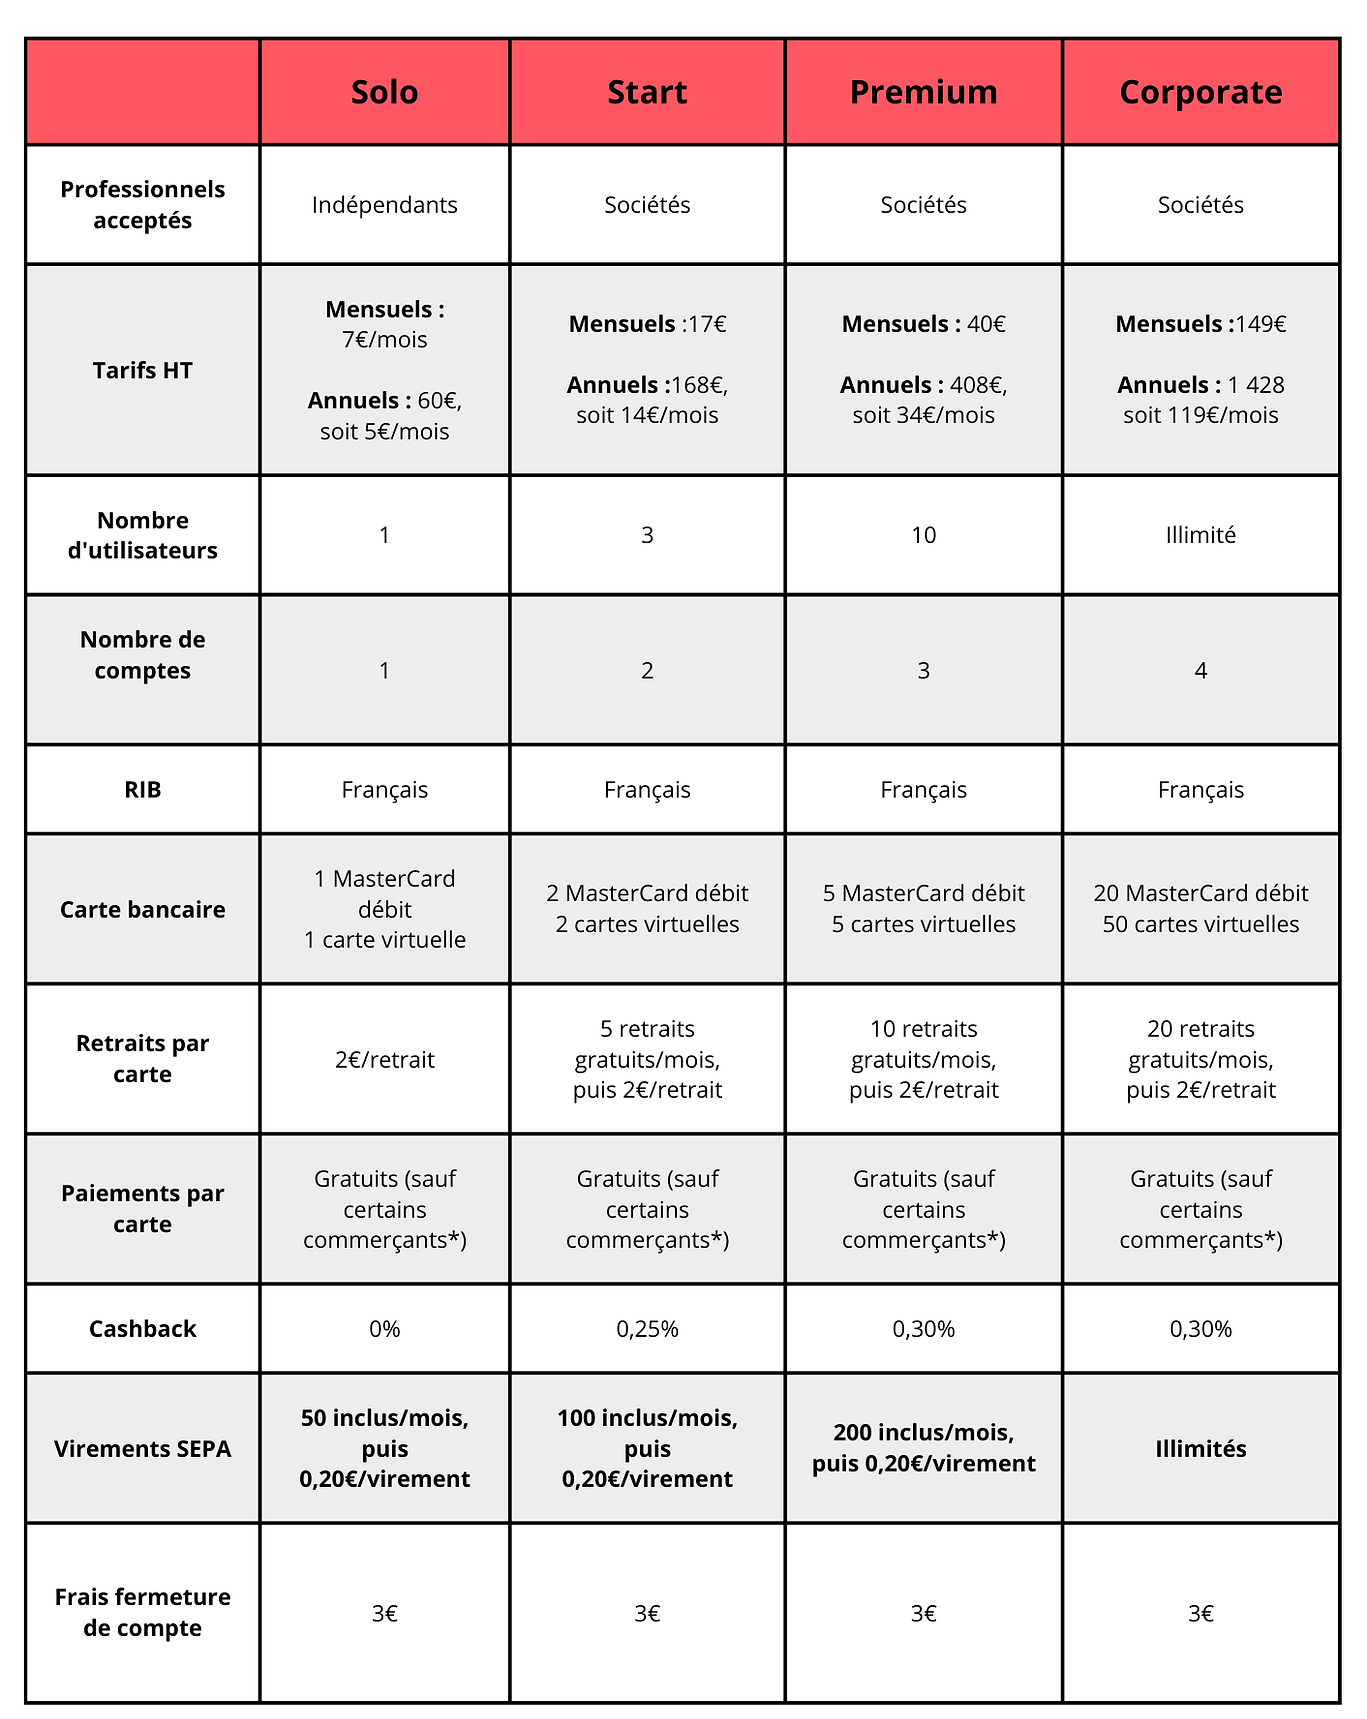 Solo
Start
Premium
Corporate
Professionnels
acceptés
Indépendants
Sociétés
Sociétés
Sociétés
Tarifs HT
Mensuels :
7€/mois
Annuels : 60€,
soit 5€/mois
Mensuels :17€
Annuels :168€,
soit 14€/mois
Mensuels : 40€
Annuels : 408€,
soit 34€/mois
Mensuels :149€
Annuels : 1 428
soit 119€/mois
Nombre
d'utilisateurs
1
3
10
Illimité
Nombre de
comptes
1
2
3
4
RIB
Français
Français
Français
Français
Carte bancaire
1 MasterCard
débit
1 carte virtuelle
2 MasterCard débit
2 cartes virtuelles
5 MasterCard débit
5 cartes virtuelles
20 MasterCard débit
50 cartes virtuelles
Retraits par
carte
2€/retrait
5 retraits
gratuits/mois,
puis 2€/retrait
10 retraits
gratuits/mois,
puis 2€/retrait
20 retraits
gratuits/mois,
puis 2€/retrait
Paiements par
carte
Gratuits (sauf
certains
commerçants*)
Gratuits (sauf
certains
commerçants*)
Gratuits (sauf
certains
commerçants*)
Gratuits (sauf
certains
commerçants*)
Cashback
0%
0,25%
0,30%
0,30%
Virements SEPA
50 inclus/mois,
puis
0,20€/virement
100 inclus/mois,
puis
0,20€/virement
200 inclus/mois,
puis 0,20€/virement
Illimités
Frais fermeture
de compte
3€
3€
3€
3€